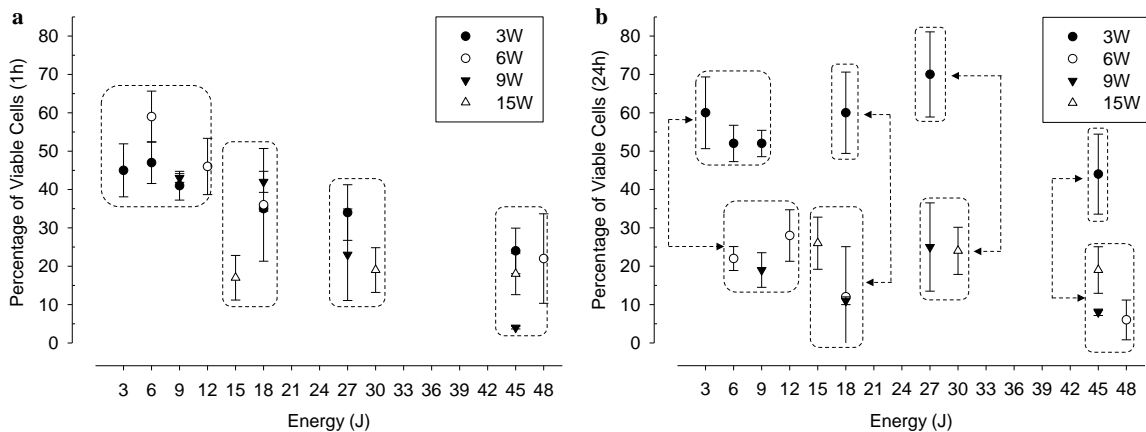 a
Percentage of Viable Cells (1h)
80
70
60
50
40
30
20
10
0
3W
6W
9W
15W
3 6 9 12 15 18 21 24 27 30 33 36 39 42 45 48
Energy (J)
b
Percentage of Viable Cells (24h)
80
70
60
50
40
30
20
10
0
3W
6W
9W
15W
3 6 9 12 15 18 21 24 27 30 33 36 39 42 45 48
Energy (J)